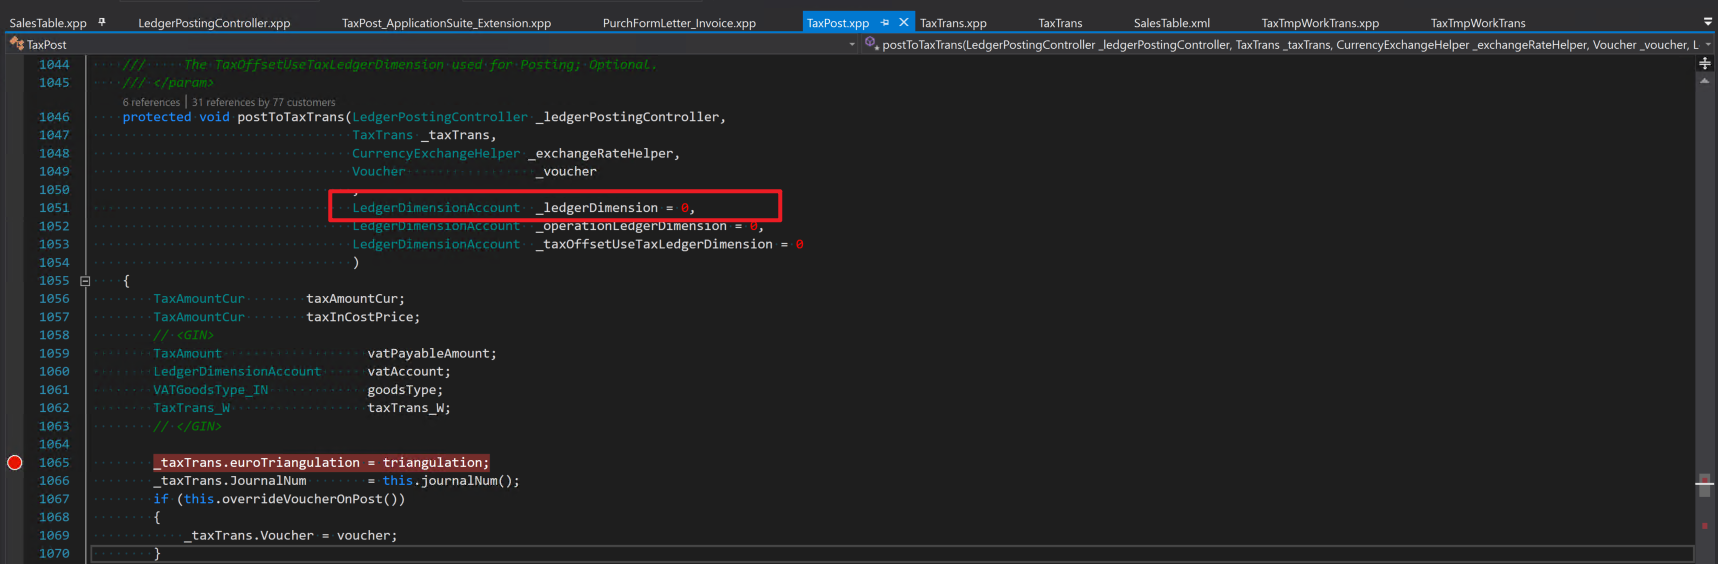 SalesTable.xpp LedgerPostingController.xpp TaxPost_ApplicationSuite_Extension.xpp PurchFormLetter_Invoice.xpp TaxPost.xpp TaxTrans.xpp TaxTrans SalesTable.xml TaxTmpWorkTrans.xpp TaxTmpWorkTrans
TaxPost postToTaxTrans(LedgerPostingController _ledgerPostingController, TaxTrans _taxTrans, CurrencyExchangeHelper _exchangeRateHelper, Voucher _voucher, L
1044 /// The TaxOffsetUseTaxLedgerDimension used for Posting; Optional.
1045 /// </param>
6 references | 31 references by 77 customers
1046 protected void postToTaxTrans(LedgerPostingController _ledgerPostingController,
1047 TaxTrans _taxTrans,
1048 CurrencyExchangeHelper _exchangeRateHelper,
1049 Voucher _voucher
1050 ,
1051 LedgerDimensionAccount _ledgerDimension = 0,
1052 LedgerDimensionAccount _operationLedgerDimension = 0,
1053 LedgerDimensionAccount _taxOffsetUseTaxLedgerDimension = 0
1054 )
1055 {
1056 TaxAmountCur taxAmountCur;
1057 TaxAmountCur taxInCostPrice;
1058 // <GIN>
1059 TaxAmount vatPayableAmount;
1060 LedgerDimensionAccount vatAccount;
1061 VATGoodsType_IN goodsType;
1062 TaxTrans_W taxTrans_W;
1063 // </GIN>
1064
1065 _taxTrans.euroTriangulation = triangulation;
1066 _taxTrans.JournalNum = this.journalNum();
1067 if (this.overrideVoucherOnPost())
1068 {
1069 _taxTrans.Voucher = voucher;
1070 }